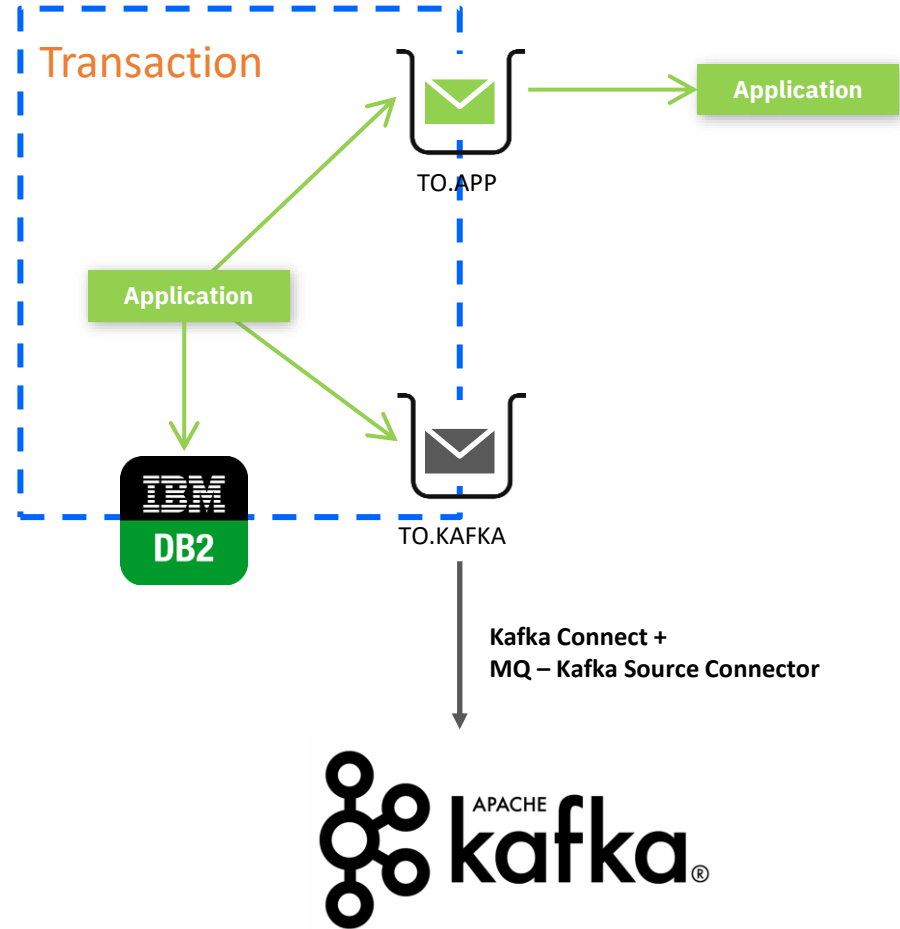 Transaction
Application
TO.APP
Application
IBM
DB2
TO.KAFKA
Kafka Connect +
MQ – Kafka Source Connector
APACHE
kafka®